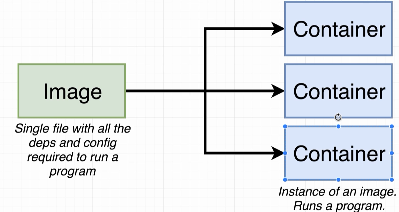 Container
Image
Container
Single file with all the
deps and config
required to run a
program
Container
Instance of an image.
Runs a program.